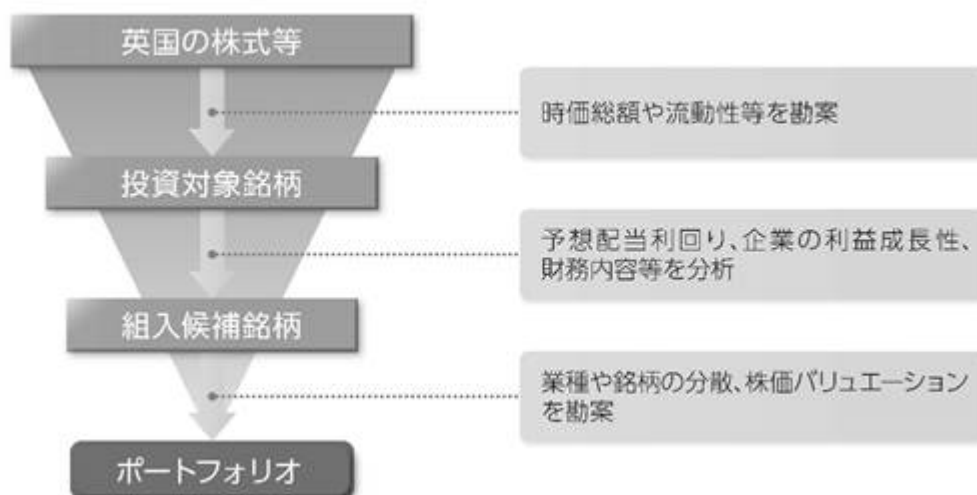 英国の株式等
時価総額や流動性等を勘案
投資対象銘柄
予想配当利回り、企業の利益成長性、
財務内容等を分析
組入候補銘柄
業種や銘柄の分散、株価バリュエーション
を勘案
ポートフォリオ